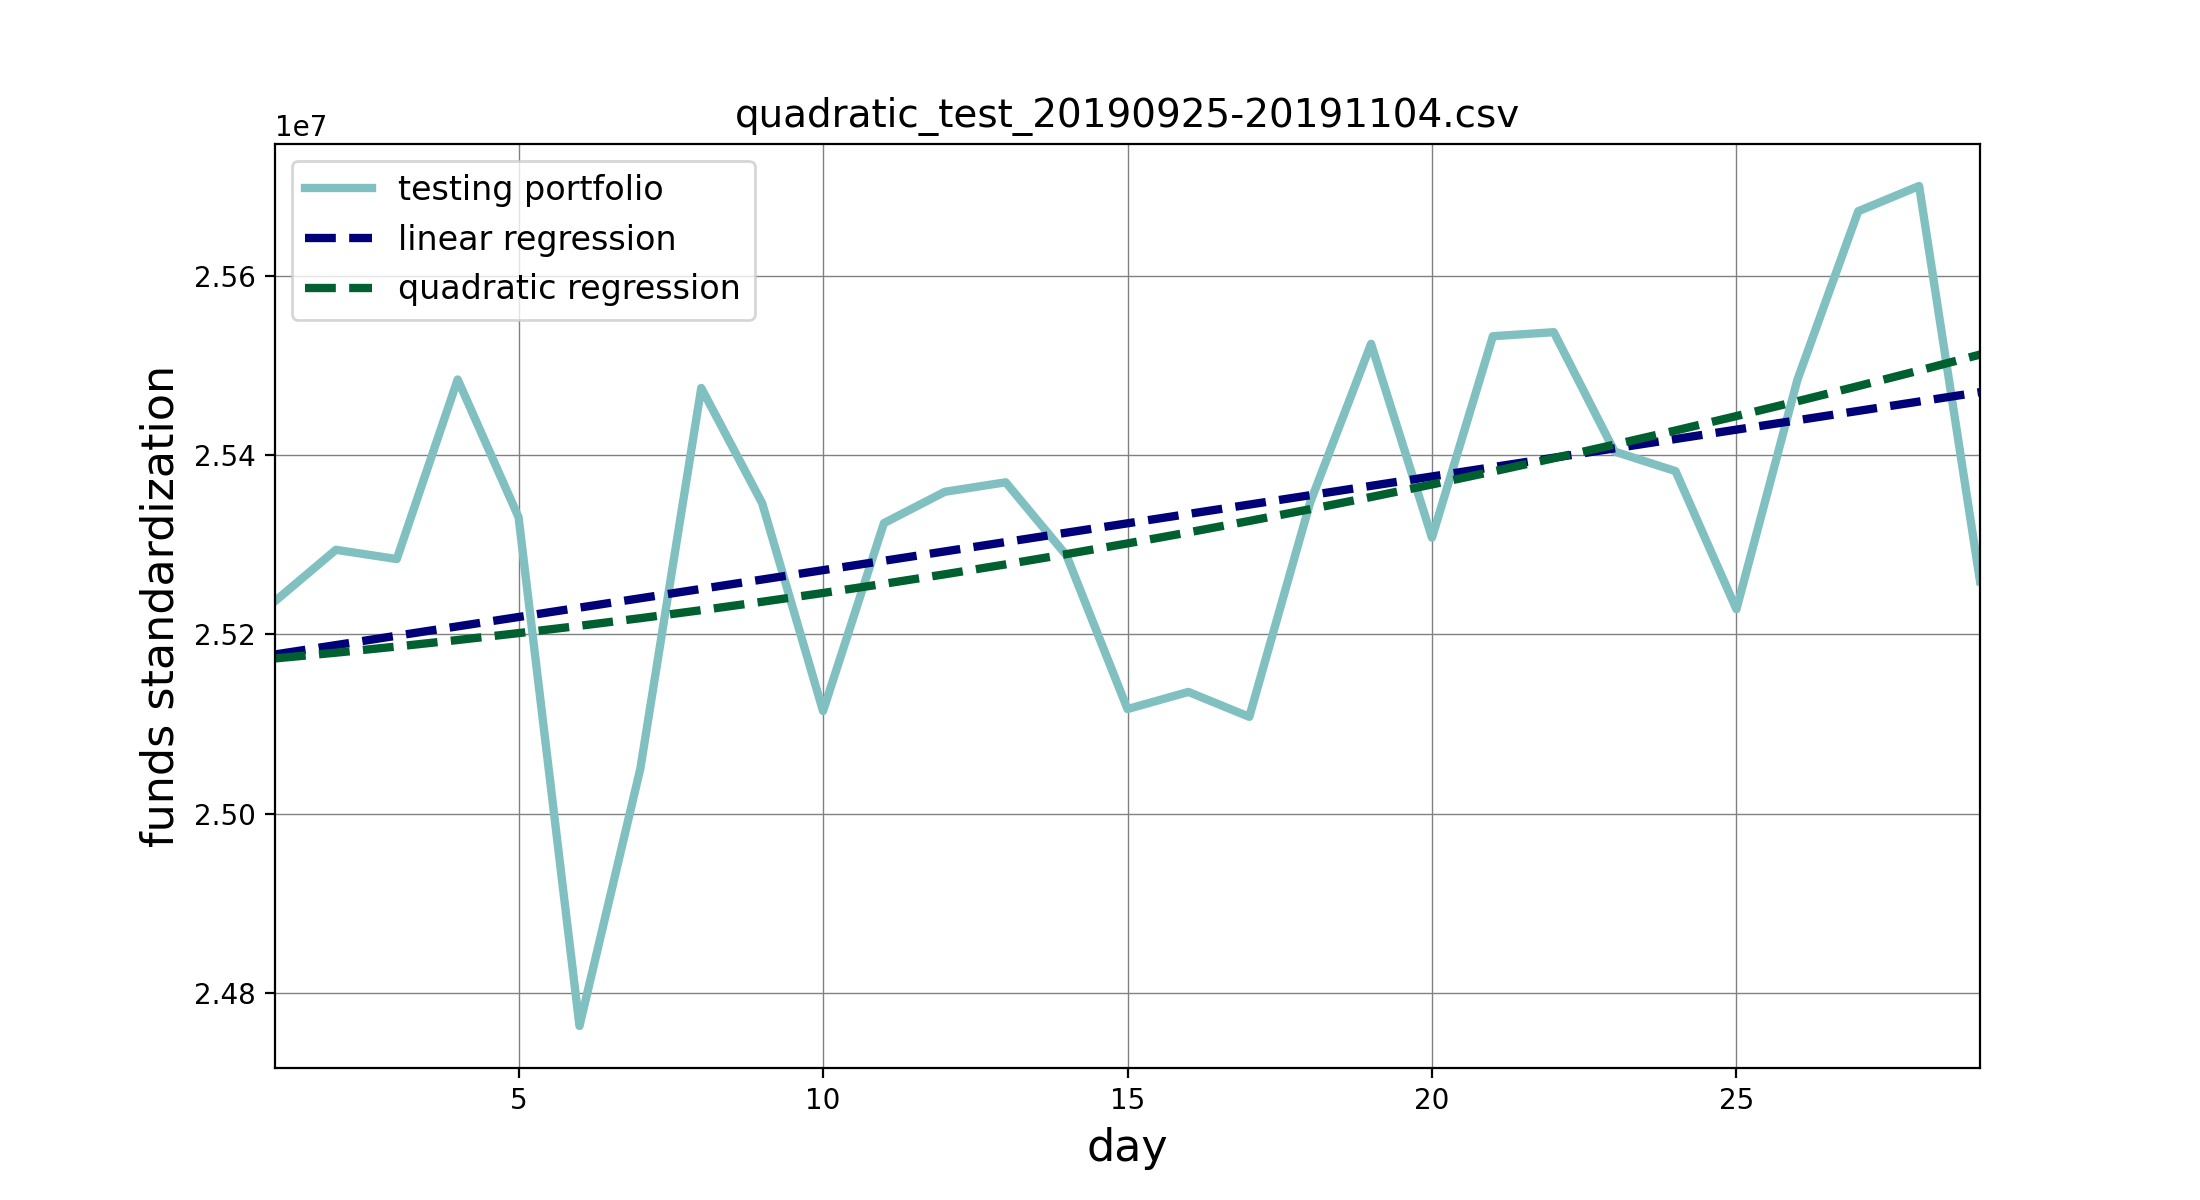 quadratic_test_20190925-20191104.csv
1e7
testing portfolio
linear regression
quadratic regression
2.56
2.54
2.52
2.50
2.48
funds standardization
5 10 15 20 25
day